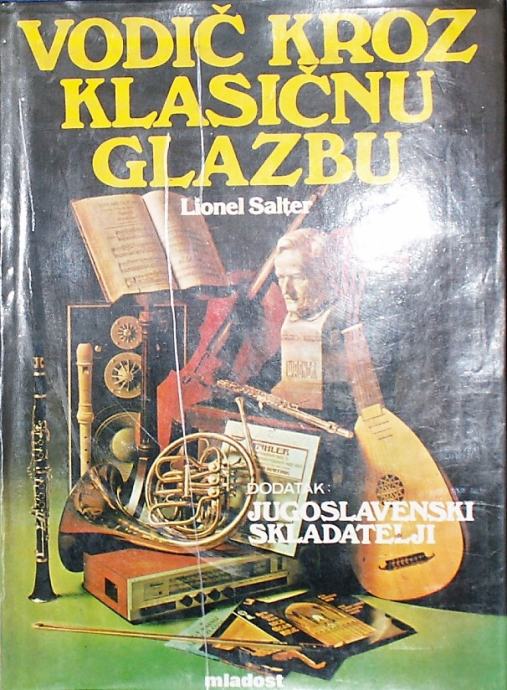 VODIČ KROZ
KLASIČNU
GLAZBU
Lionel Salter
DODATAK:
JUGOSLAVENSKI
SKLADATELJI
mladost